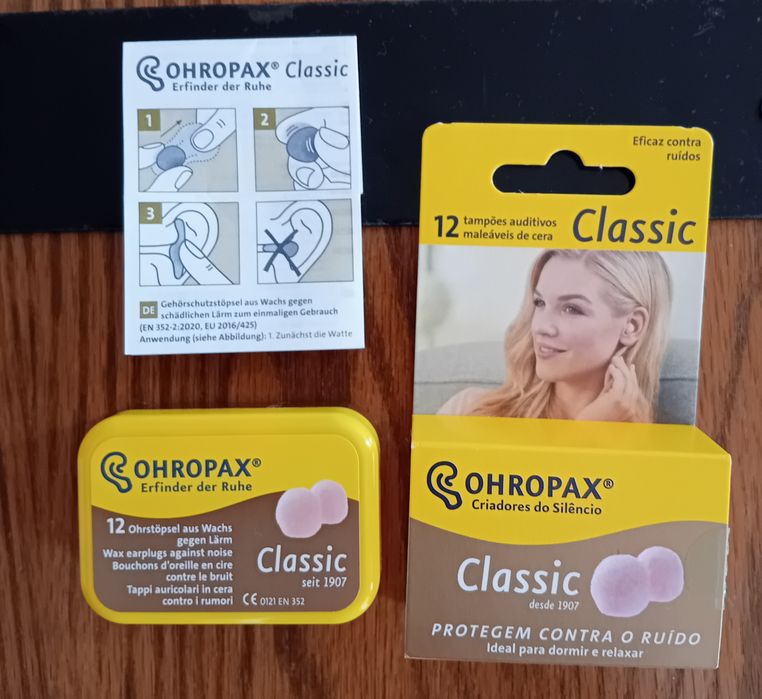 OHROPAX® Classic
Erfinder der Ruhe
1
2
3
DE Gehörschutzstöpsel aus Wachs gegen
schädlichen Lärm zum einmaligen Gebrauch
(EN 352-2:2020, EU 2016/425)
Anwendung (siehe Abbildung): 1. Zunächst die Watte
Eficaz contra
ruídos
12 tampões auditivos
maleáveis de cera
Classic
OHROPAX®
Criadores do Silêncio
Classic
desde 1907
PROTEGEM CONTRA O RUÍDO
Ideal para dormir e relaxar
OHROPAX®
Erfinder der Ruhe
12 Ohrstöpsel aus Wachs
gegen Lärm
Wax earplugs against noise
Bouchons d'oreille en cire
contre le bruit
Tappi auricolari in cera
contro i rumori
Classic
seit 1907
CE 0121 EN 352